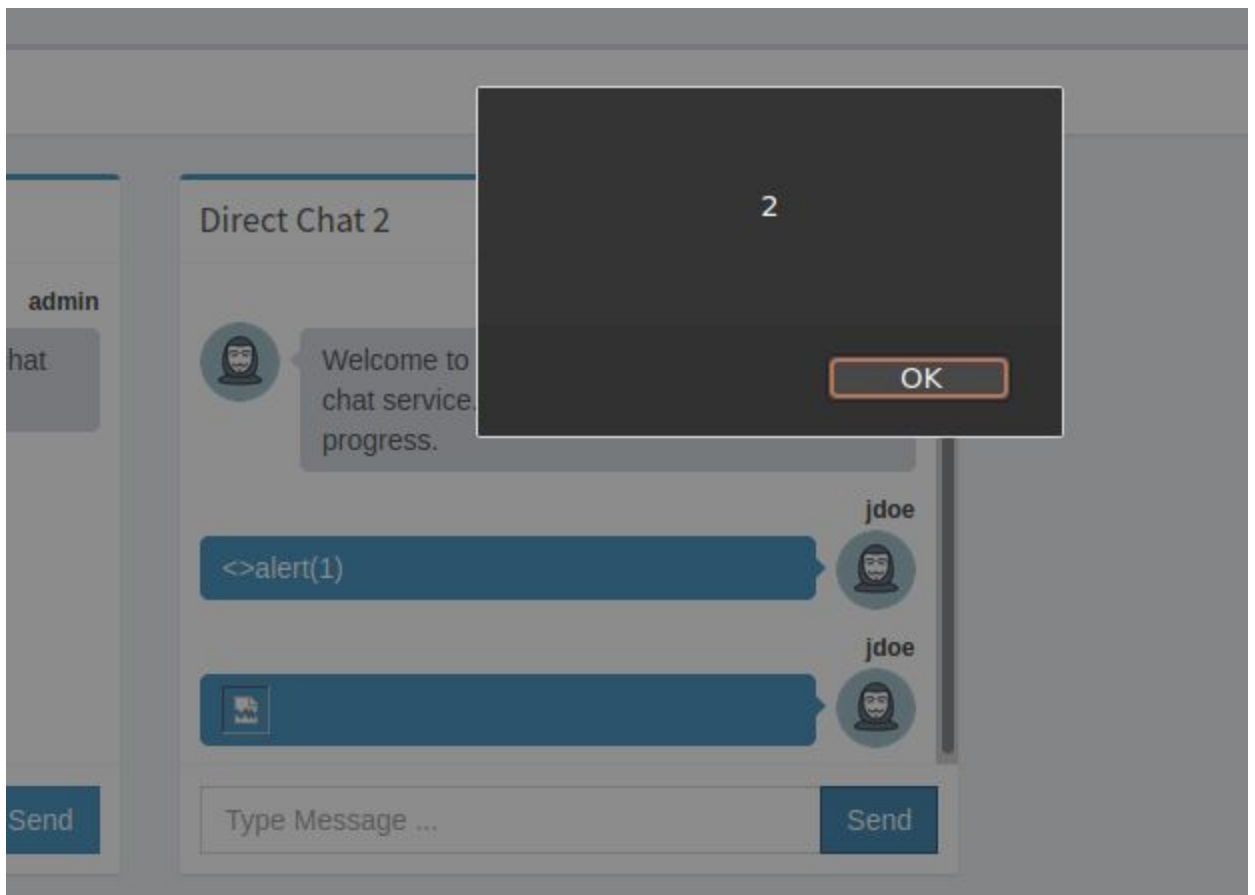 2
OK
Direct Chat 2
admin
hat
Welcome to
chat service.
progress.
jdoe
<>alert(1)
jdoe
Send
Type Message ...
Send